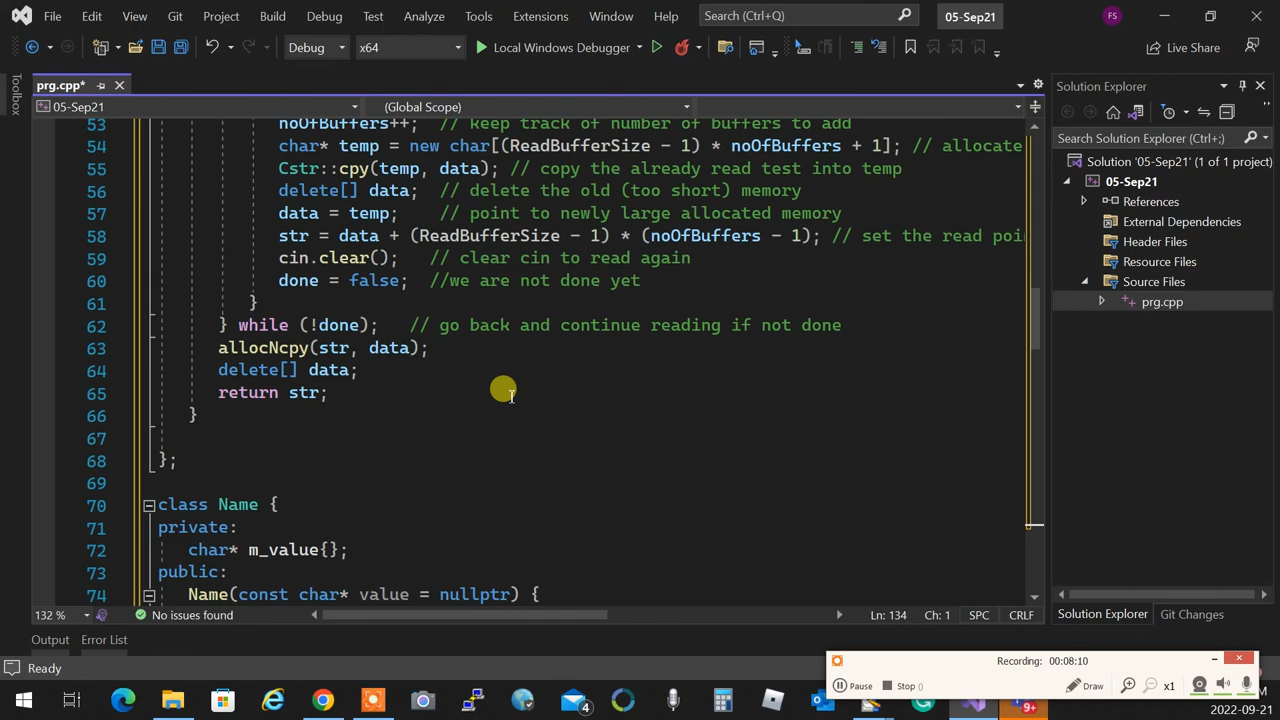 File Edit View Git Project Build Debug Test Analyze Tools Extensions Window Help Search (Ctrl+Q) 05-Sep21 FS
Debug x64 Local Windows Debugger Live Share
Toolbox
prg.cpp*
05-Sep21 (Global Scope)
53 noOfBuffers++; // keep track of number of buffers to add
54 char* temp = new char[(ReadBufferSize - 1) * noOfBuffers + 1]; // allocate
55 Cstr::cpy(temp, data); // copy the already read test into temp
56 delete[] data; // delete the old (too short) memory
57 data = temp; // point to newly large allocated memory
58 str = data + (ReadBufferSize - 1) * (noOfBuffers - 1); // set the read poi
59 cin.clear(); // clear cin to read again
60 done = false; //we are not done yet
61 }
62 } while (!done); // go back and continue reading if not done
63 allocNcpy(str, data);
64 delete[] data;
65 return str;
66 }
67
68 };
69
70 class Name {
71 private:
72 char* m_value{};
73 public:
74 Name(const char* value = nullptr) {
132 % No issues found Ln: 134 Ch: 1 SPC CRLF
Output Error List
Ready
Solution Explorer
Search Solution Explorer (Ctrl+;)
Solution '05-Sep21' (1 of 1 project)
05-Sep21
References
External Dependencies
Header Files
Resource Files
Source Files
prg.cpp
Solution Explorer Git Changes
Recording: 00:08:10
Pause Stop () Draw x1
4 9+ M
2022-09-21